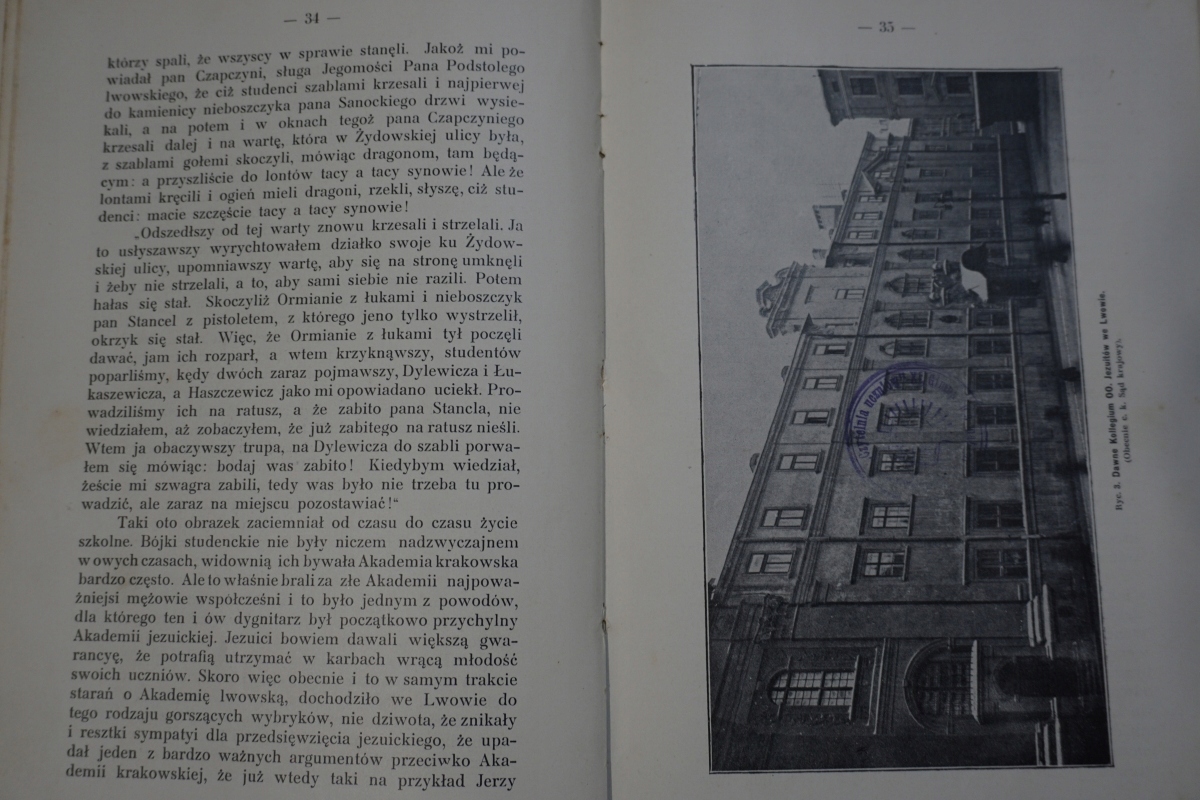 — 34 —
którzy spali, że wszyscy w sprawie stanęli. Jakoż mi po-
wiadał pan Czapczyni, sługa Jegomości Pana Podstolego
lwowskiego, że ciż studenci szablami krzesali i najpierwej
do kamienicy nieboszczyka pana Sanockiego drzwi wysie-
kali, a na potem i w oknach tegoż pana Czapczyniego
krzesali dalej i na wartę, która w Żydowskiej ulicy była,
z szablami gołemi skoczyli, mówiąc dragonom, tam będą-
cym: a przyszliście do lontów tacy a tacy synowie! Ale że
lontami kręcili i ogień mieli dragoni, rzekli, słyszę, ciż stu-
denci: macie szczęście tacy a tacy synowie!
„Odszedłszy od tej warty znowu krzesali i strzelali. Ja
to usłyszawszy wyrychtowałem działko swoje ku Żydow-
skiej ulicy, upomniawszy wartę, aby się na stronę umknęli
i żeby nie strzelali, a to, aby sami siebie nie razili. Potem
hałas się stał. Skoczyliż Ormianie z łukami i nieboszczyk
pan Stancel z pistoletem, z którego jeno tylko wystrzelił,
okrzyk się stał. Więc, że Ormianie z łukami tył poczęli
dawać, jam ich rozparł, a wtem krzyknąwszy, studentów
poparliśmy, kędy dwóch zaraz pojmawszy, Dylewicza i Łu-
kaszewicza, a Haszczewicz jako mi opowiadano uciekł. Pro-
wadziliśmy ich na ratusz, a że zabito pana Stancla, nie
wiedziałem, aż zobaczyłem, że już zabitego na ratusz nieśli.
Wtem ja obaczywszy trupa, na Dylewicza do szabli porwa-
łem się mówiąc: bodaj was zabito! Kiedybym wiedział,
żeście mi szwagra zabili, tedy was było nie trzeba tu pro-
wadzić, ale zaraz na miejscu pozostawiać!“
Taki oto obrazek zaciemniał od czasu do czasu życie
szkolne. Bójki studenckie nie były niczem nadzwyczajnem
w owych czasach, widownią ich bywała Akademia krakowska
bardzo często. Ale to właśnie brali za złe Akademii najpowa-
żniejsi mężowie współcześni i to było jednym z powodów,
dla którego ten i ów dygnitarz był początkowo przychylny
Akademii jezuickiej. Jezuici bowiem dawali większą gwa-
rancyę, że potrafią utrzymać w karbach wrącą młodość
swoich uczniów. Skoro więc obecnie i to w samym trakcie
starań o Akademię lwowską, dochodziło we Lwowie do
tego rodzaju gorszących wybryków, nie dziwota, że znikały
i resztki sympatyi dla przedsięwzięcia jezuickiego, że upa-
dał jeden z bardzo ważnych argumentów przeciwko Aka-
demii krakowskiej, że już wtedy taki na przykład Jerzy
— 35 —
Ryc. 3. Dawne Kollegium OO. Jezuitów we Lwowie.
(Obecnie c. k. Sąd krajowy).